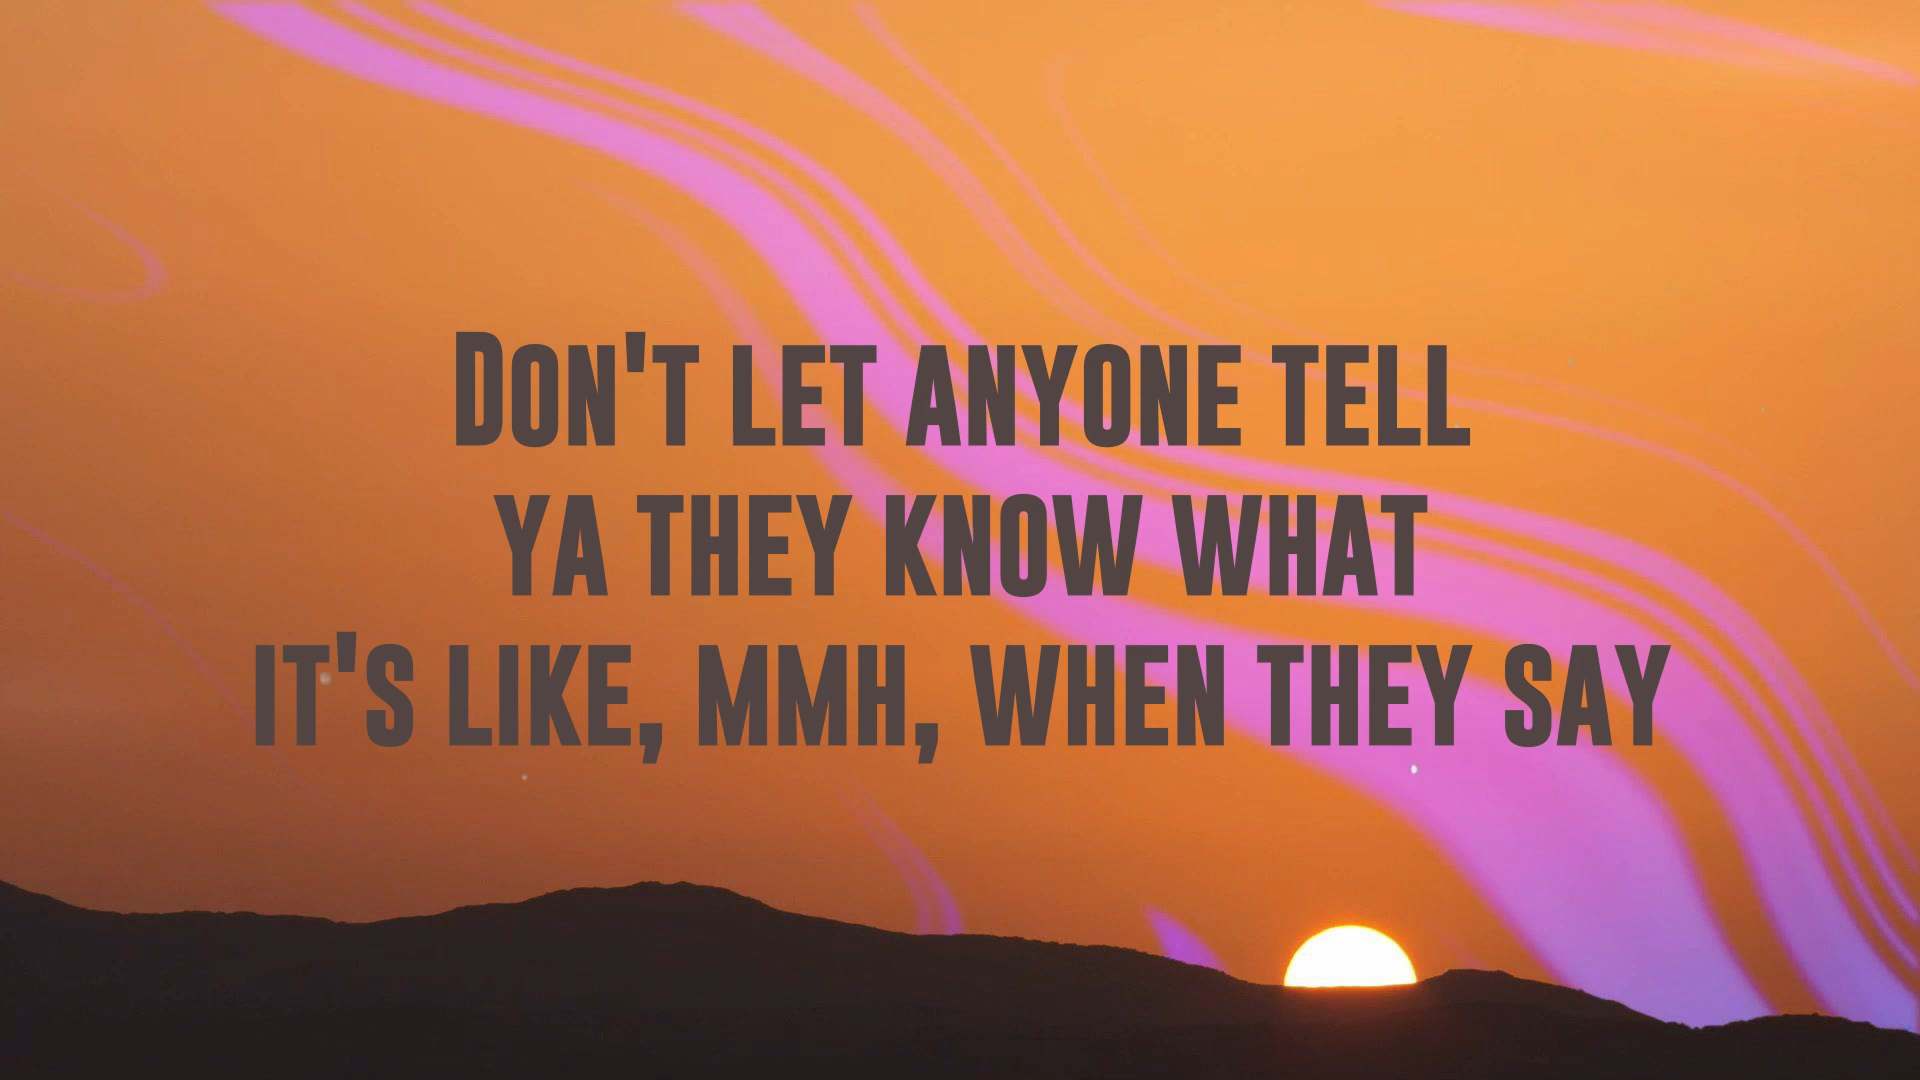 Don't let anyone tell
ya they know what
it's like, mmh, when they say